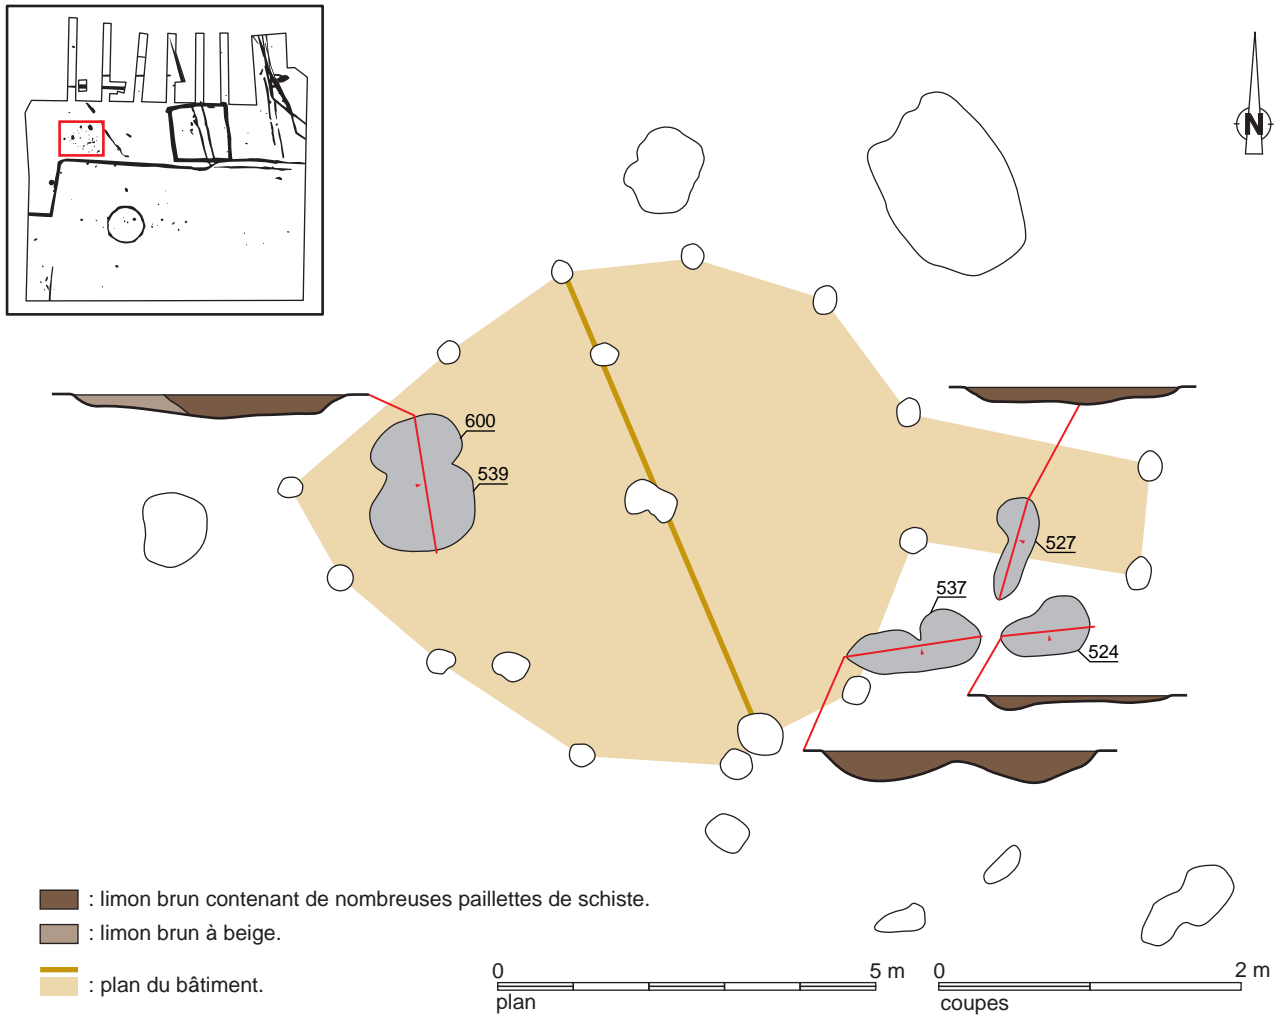 N
600
539
527
537
524
: limon brun contenant de nombreuses paillettes de schiste.
: limon brun à beige.
: plan du bâtiment.
0 5 m
plan
0 2 m
coupes